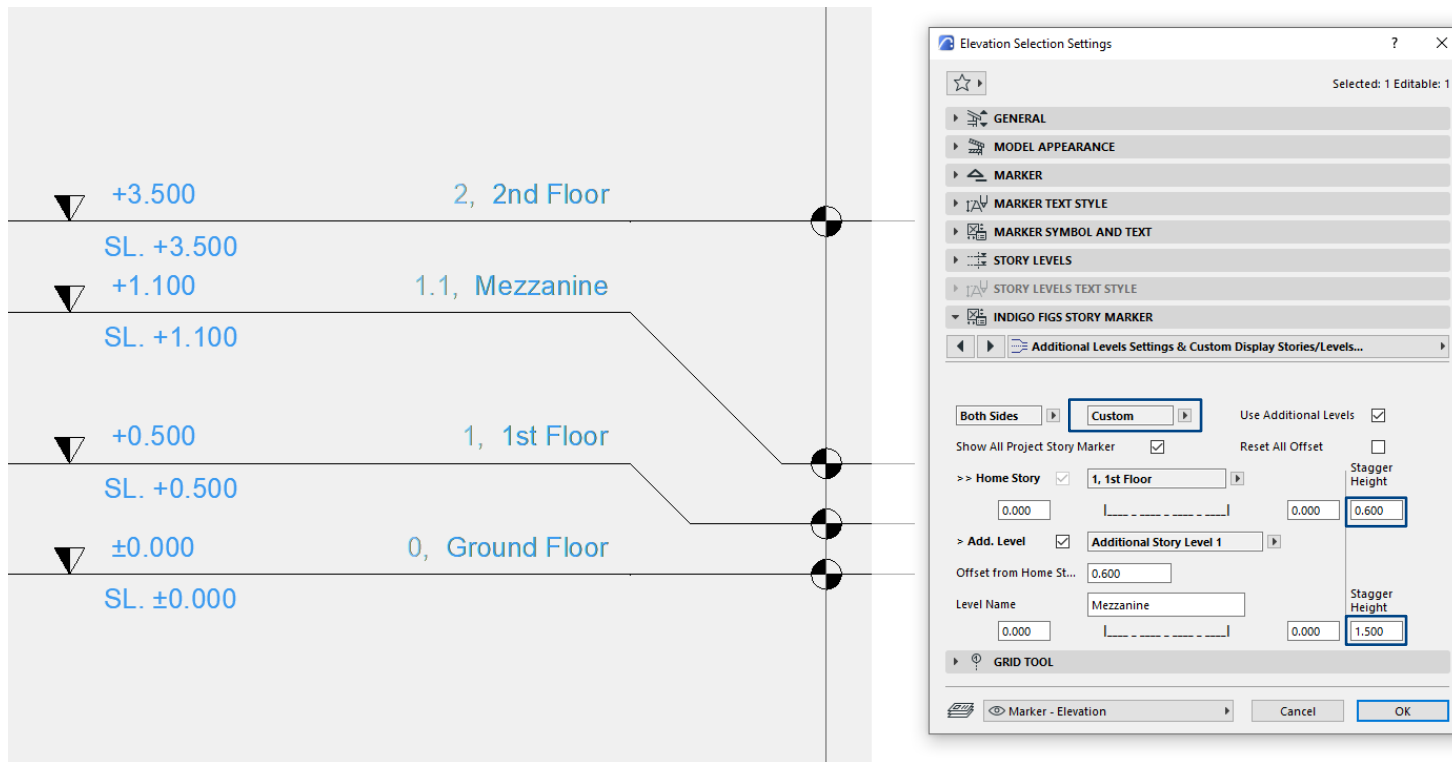 +3.500 2, 2nd Floor
SL. +3.500
+1.100 1.1, Mezzanine
SL. +1.100
+0.500 1, 1st Floor
SL. +0.500
±0.000 0, Ground Floor
SL. ±0.000
Elevation Selection Settings ? X
Selected: 1 Editable: 1
GENERAL
MODEL APPEARANCE
MARKER
MARKER TEXT STYLE
MARKER SYMBOL AND TEXT
STORY LEVELS
STORY LEVELS TEXT STYLE
INDIGO FIGS STORY MARKER
Additional Levels Settings & Custom Display Stories/Levels...
Both Sides Custom Use Additional Levels
Show All Project Story Marker Reset All Offset
>> Home Story 1, 1st Floor Stagger
Height
0.000 0.000 0.600
> Add. Level Additional Story Level 1
Offset from Home St... 0.600
Level Name Mezzanine Stagger
Height
0.000 0.000 1.500
GRID TOOL
Marker - Elevation Cancel OK